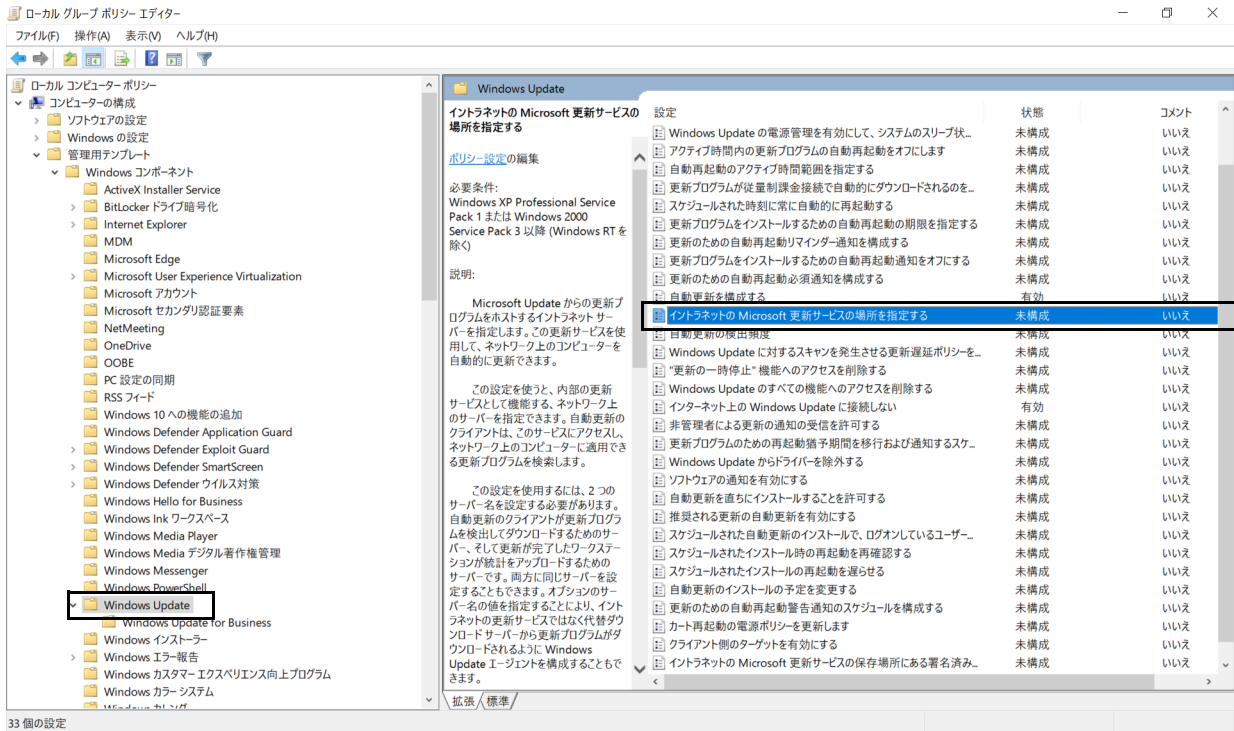 ローカル グループ ポリシー エディター
ファイル(F) 操作(A) 表示(V) ヘルプ(H)
ローカル コンピューター ポリシー
コンピューターの構成
ソフトウェアの設定
Windows の設定
管理用テンプレート
Windows コンポーネント
ActiveX Installer Service
BitLocker ドライブ暗号化
Internet Explorer
MDM
Microsoft Edge
Microsoft User Experience Virtualization
Microsoft アカウント
Microsoft セカンダリ認証要素
NetMeeting
OneDrive
OOBE
PC 設定の同期
RSS フィード
Windows 10 への機能の追加
Windows Defender Application Guard
Windows Defender Exploit Guard
Windows Defender SmartScreen
Windows Defender ウイルス対策
Windows Hello for Business
Windows Ink ワークスペース
Windows Media Player
Windows Media デジタル著作権管理
Windows Messenger
Windows PowerShell
Windows Update
Windows Update for Business
Windows インストーラー
Windows エラー報告
Windows カスタマー エクスペリエンス向上プログラム
Windows カラー システム
Windows カレンダー
Windows Update
イントラネットの Microsoft 更新サービスの
場所を指定する
ポリシー設定の編集
必要条件:
Windows XP Professional Service
Pack 1 または Windows 2000
Service Pack 3 以降 (Windows RT を
除く)
説明:
Microsoft Update からの更新プ
ログラムをホストするイントラネット サー
バーを指定します。この更新サービスを使
用して、ネットワーク上のコンピューターを
自動的に更新できます。
この設定を使うと、内部の更新
サービスとして機能する、ネットワーク上
のサーバーを指定できます。自動更新の
クライアントは、このサービスにアクセスし、
ネットワーク上のコンピューターに適用でき
る更新プログラムを検索します。
この設定を使用するには、2 つの
サーバー名を設定する必要があります。
自動更新のクライアントが更新プログラ
ムを検出してダウンロードするためのサー
バー、そして更新が完了したワークステー
ションが統計をアップロードするための
サーバーです。両方に同じサーバーを設
定することもできます。オプションのサー
バー名の値を指定することにより、イント
ラネットの更新サービスではなく代替ダウ
ンロード サーバーから更新プログラムがダ
ウンロードされるように Windows
Update エージェントを構成することもで
きます。
設定 状態 コメント
Windows Update の電源管理を有効にして、システムのスリープ状... 未構成 いいえ
アクティブ時間内の更新プログラムの自動再起動をオフにします 未構成 いいえ
自動再起動のアクティブ時間範囲を指定する 未構成 いいえ
更新プログラムが従量制課金接続で自動的にダウンロードされるのを... 未構成 いいえ
スケジュールされた時刻に常に自動的に再起動する 未構成 いいえ
更新プログラムをインストールするための自動再起動の期限を指定する 未構成 いいえ
更新のための自動再起動リマインダー通知を構成する 未構成 いいえ
更新プログラムをインストールするための自動再起動通知をオフにする 未構成 いいえ
更新のための自動再起動必須通知を構成する 未構成 いいえ
自動更新を構成する 有効 いいえ
イントラネットの Microsoft 更新サービスの場所を指定する 未構成 いいえ
自動更新の検出頻度 未構成 いいえ
Windows Update に対するスキャンを発生させる更新遅延ポリシーを... 未構成 いいえ
"更新の一時停止" 機能へのアクセスを削除する 未構成 いいえ
Windows Update のすべての機能へのアクセスを削除する 未構成 いいえ
インターネット上の Windows Update に接続しない 有効 いいえ
非管理者による更新の通知の受信を許可する 未構成 いいえ
更新プログラムのための再起動猶予期間を移行および通知するスケ... 未構成 いいえ
Windows Update からドライバーを除外する 未構成 いいえ
ソフトウェアの通知を有効にする 未構成 いいえ
自動更新を直ちにインストールすることを許可する 未構成 いいえ
推奨される更新の自動更新を有効にする 未構成 いいえ
スケジュールされた自動更新のインストールで、ログオンしているユーザー... 未構成 いいえ
スケジュールされたインストール時の再起動を再確認する 未構成 いいえ
スケジュールされたインストールの再起動を遅らせる 未構成 いいえ
自動更新のインストールの予定を変更する 未構成 いいえ
更新のための自動再起動警告通知のスケジュールを構成する 未構成 いいえ
カート再起動の電源ポリシーを更新します 未構成 いいえ
クライアント側のターゲットを有効にする 未構成 いいえ
イントラネットの Microsoft 更新サービスの保存場所にある署名済み... 未構成 いいえ
拡張 標準
33 個の設定